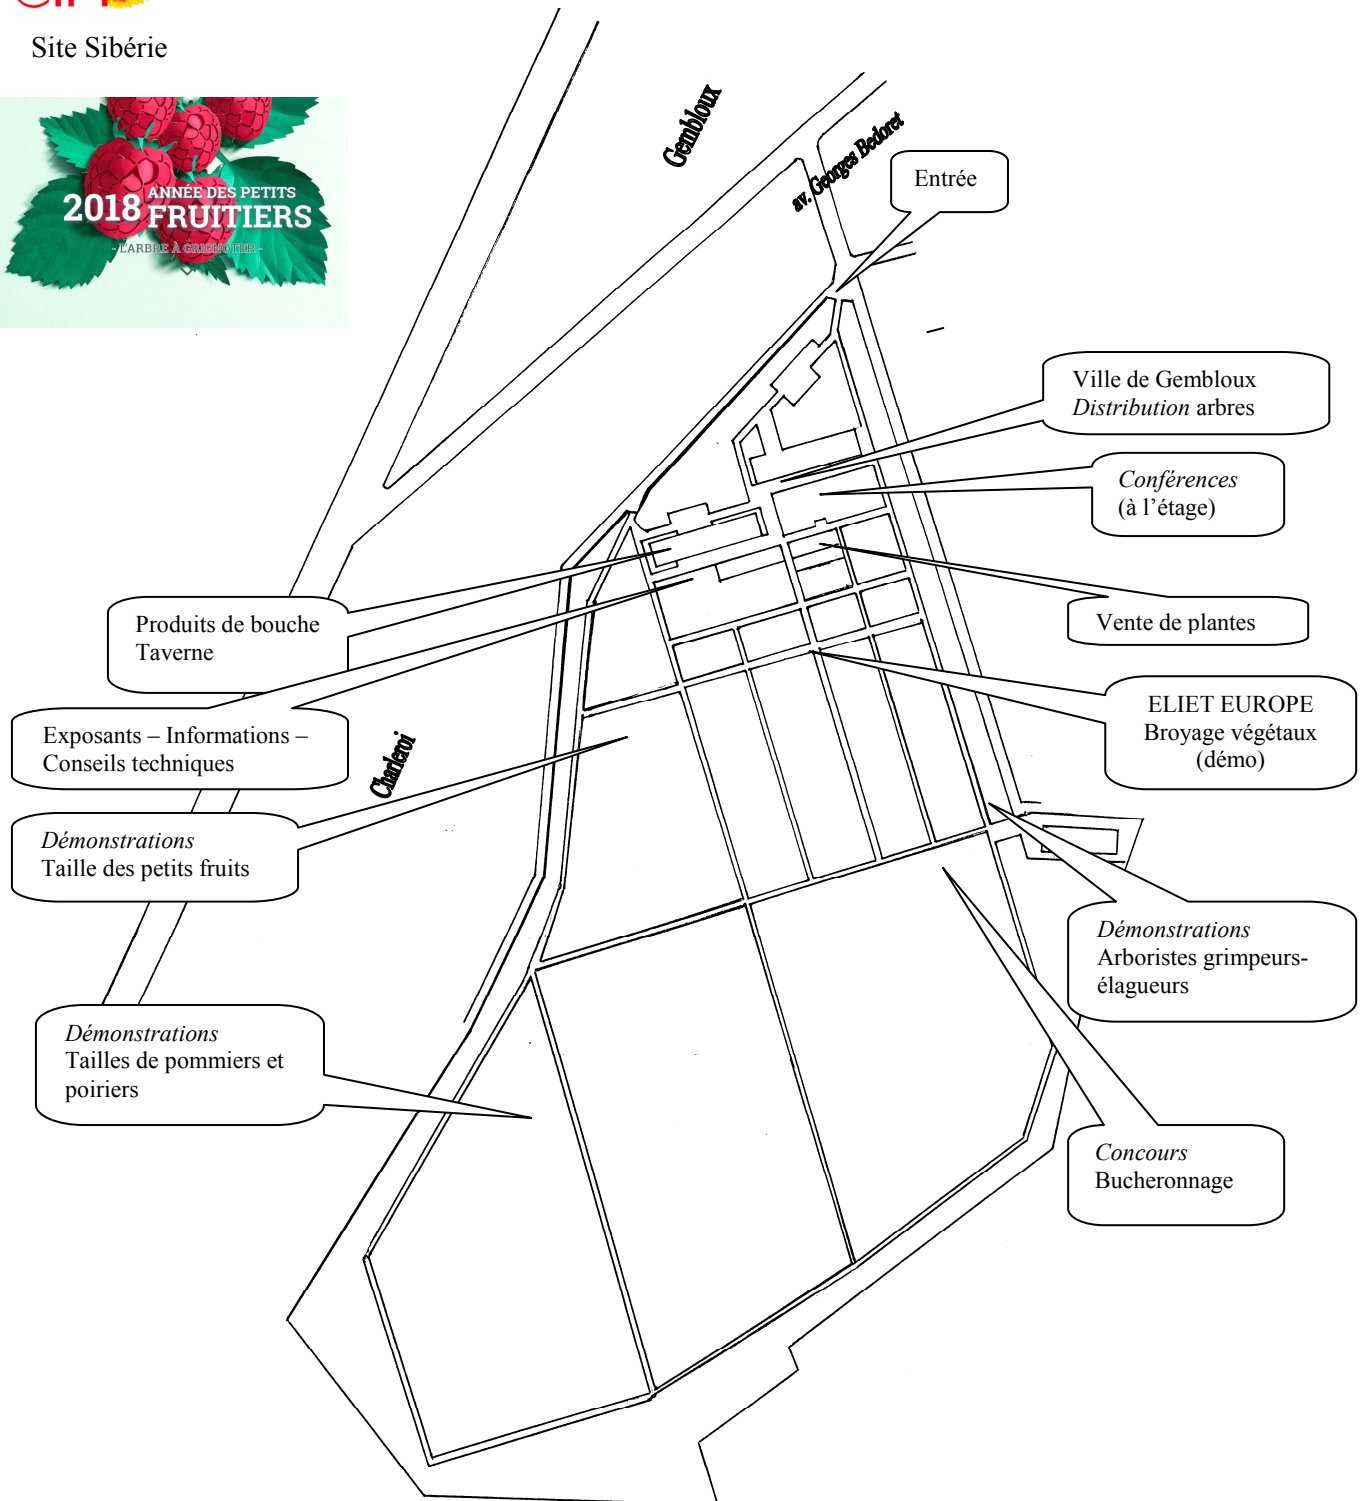 Site Sibérie
2018 ANNÉE DES PETITS
FRUITIERS
- L'ARBRE À GRIGNOTER -
Gembloux
av. Georges Bedoret
Entrée
Ville de Gembloux
Distribution arbres
Conférences
(à l'étage)
Produits de bouche
Taverne
Vente de plantes
Exposants – Informations –
Conseils techniques
ELIET EUROPE
Broyage végétaux
(démo)
Charleroi
Démonstrations
Taille des petits fruits
Démonstrations
Arboristes grimpeurs-
élagueurs
Démonstrations
Tailles de pommiers et
poiriers
Concours
Bucheronnage